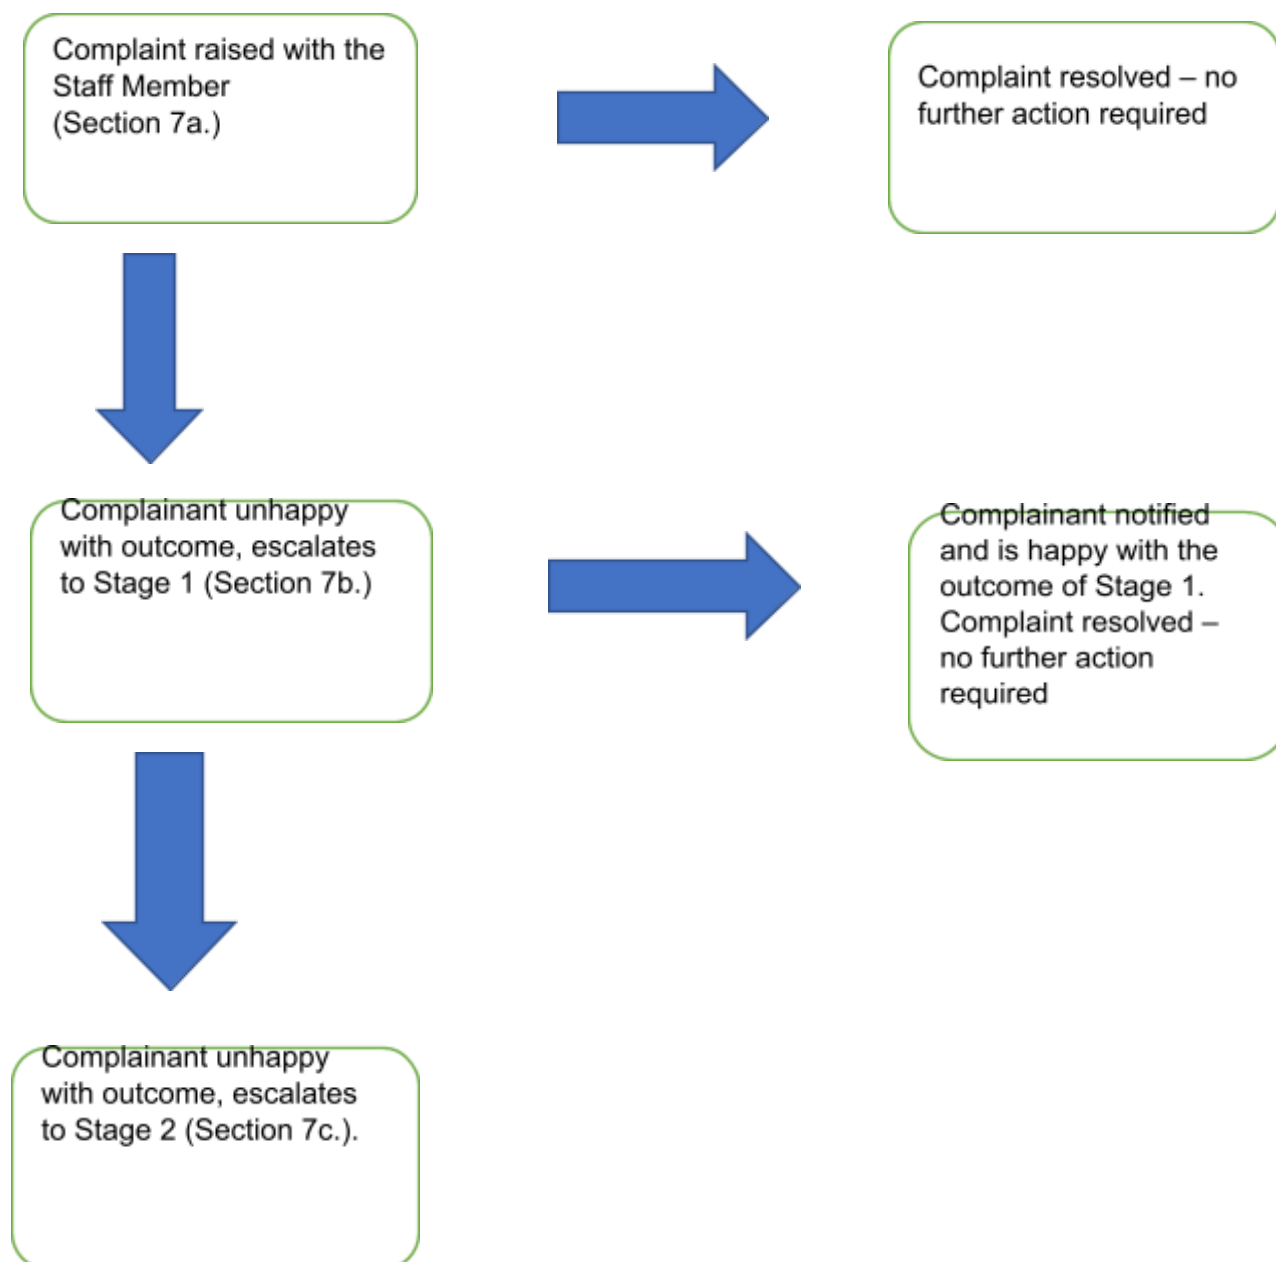 Complaint raised with the
Staff Member
(Section 7a.)
Complaint resolved – no
further action required
Complainant unhappy
with outcome, escalates
to Stage 1 (Section 7b.)
Complainant notified
and is happy with the
outcome of Stage 1.
Complaint resolved –
no further action
required
Complainant unhappy
with outcome, escalates
to Stage 2 (Section 7c.).